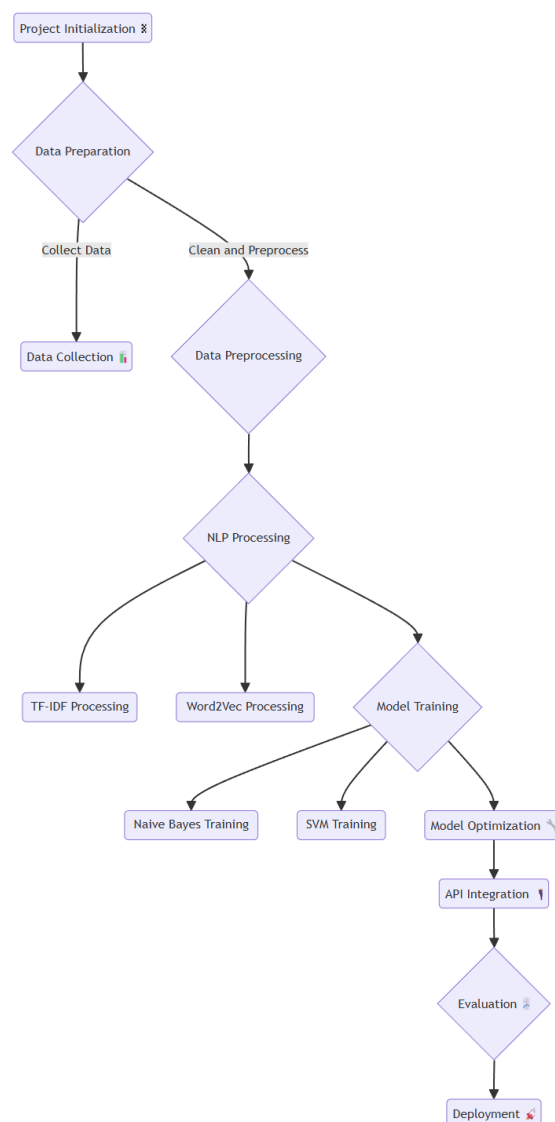 Project Initialization
Data Preparation
Collect Data
Clean and Preprocess
Data Collection
Data Preprocessing
NLP Processing
TF-IDF Processing
Word2Vec Processing
Model Training
Naive Bayes Training
SVM Training
Model Optimization
API Integration
Evaluation
Deployment